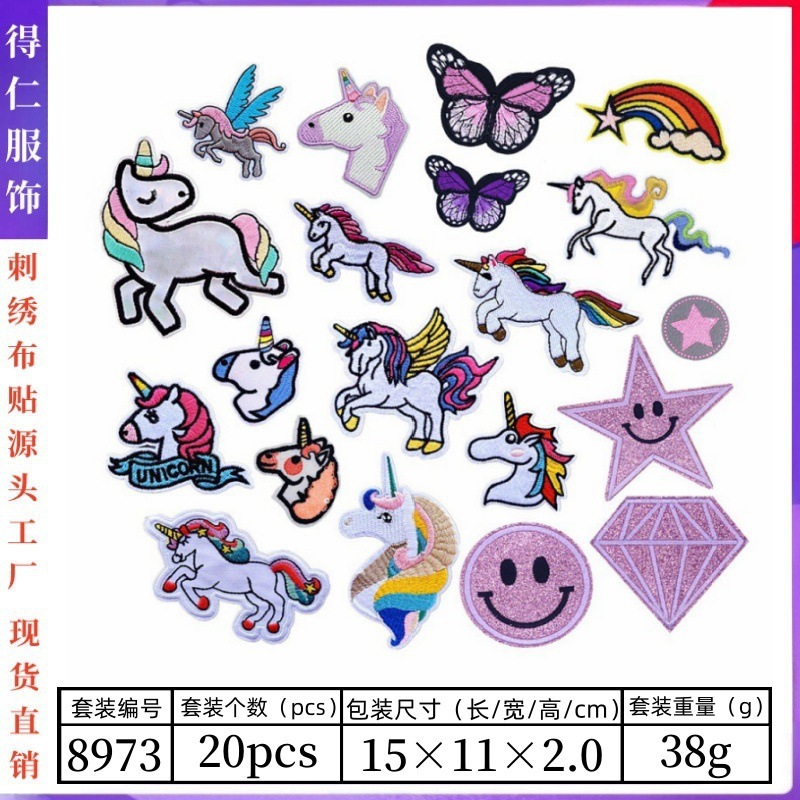 得仁服饰
刺绣布贴源头工厂 现货直销
UNICORN
套装编号 套装个数（pcs） 包装尺寸（长/宽/高/cm） 套装重量（g）
8973 20pcs 15×11×2.0 38g